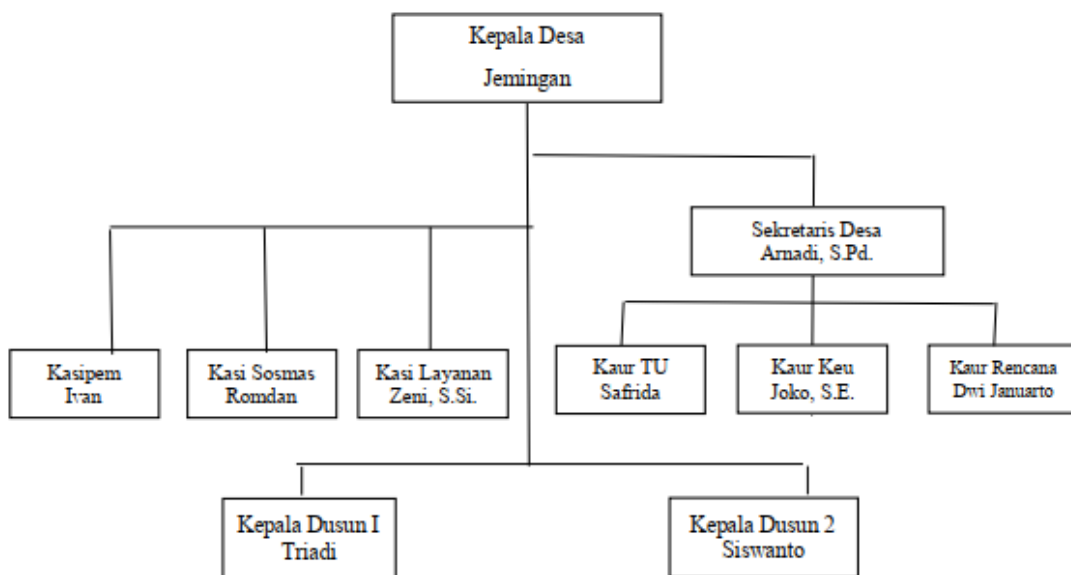 Kepala Desa
Jemingan
Sekretaris Desa
Arnadi, S.Pd.
Kasipem
Ivan
Kasi Sosmas
Romdan
Kasi Layanan
Zeni, S.Si.
Kaur TU
Safrida
Kaur Keu
Joko, S.E.
Kaur Rencana
Dwi Januarto
Kepala Dusun I
Triadi
Kepala Dusun 2
Siswanto